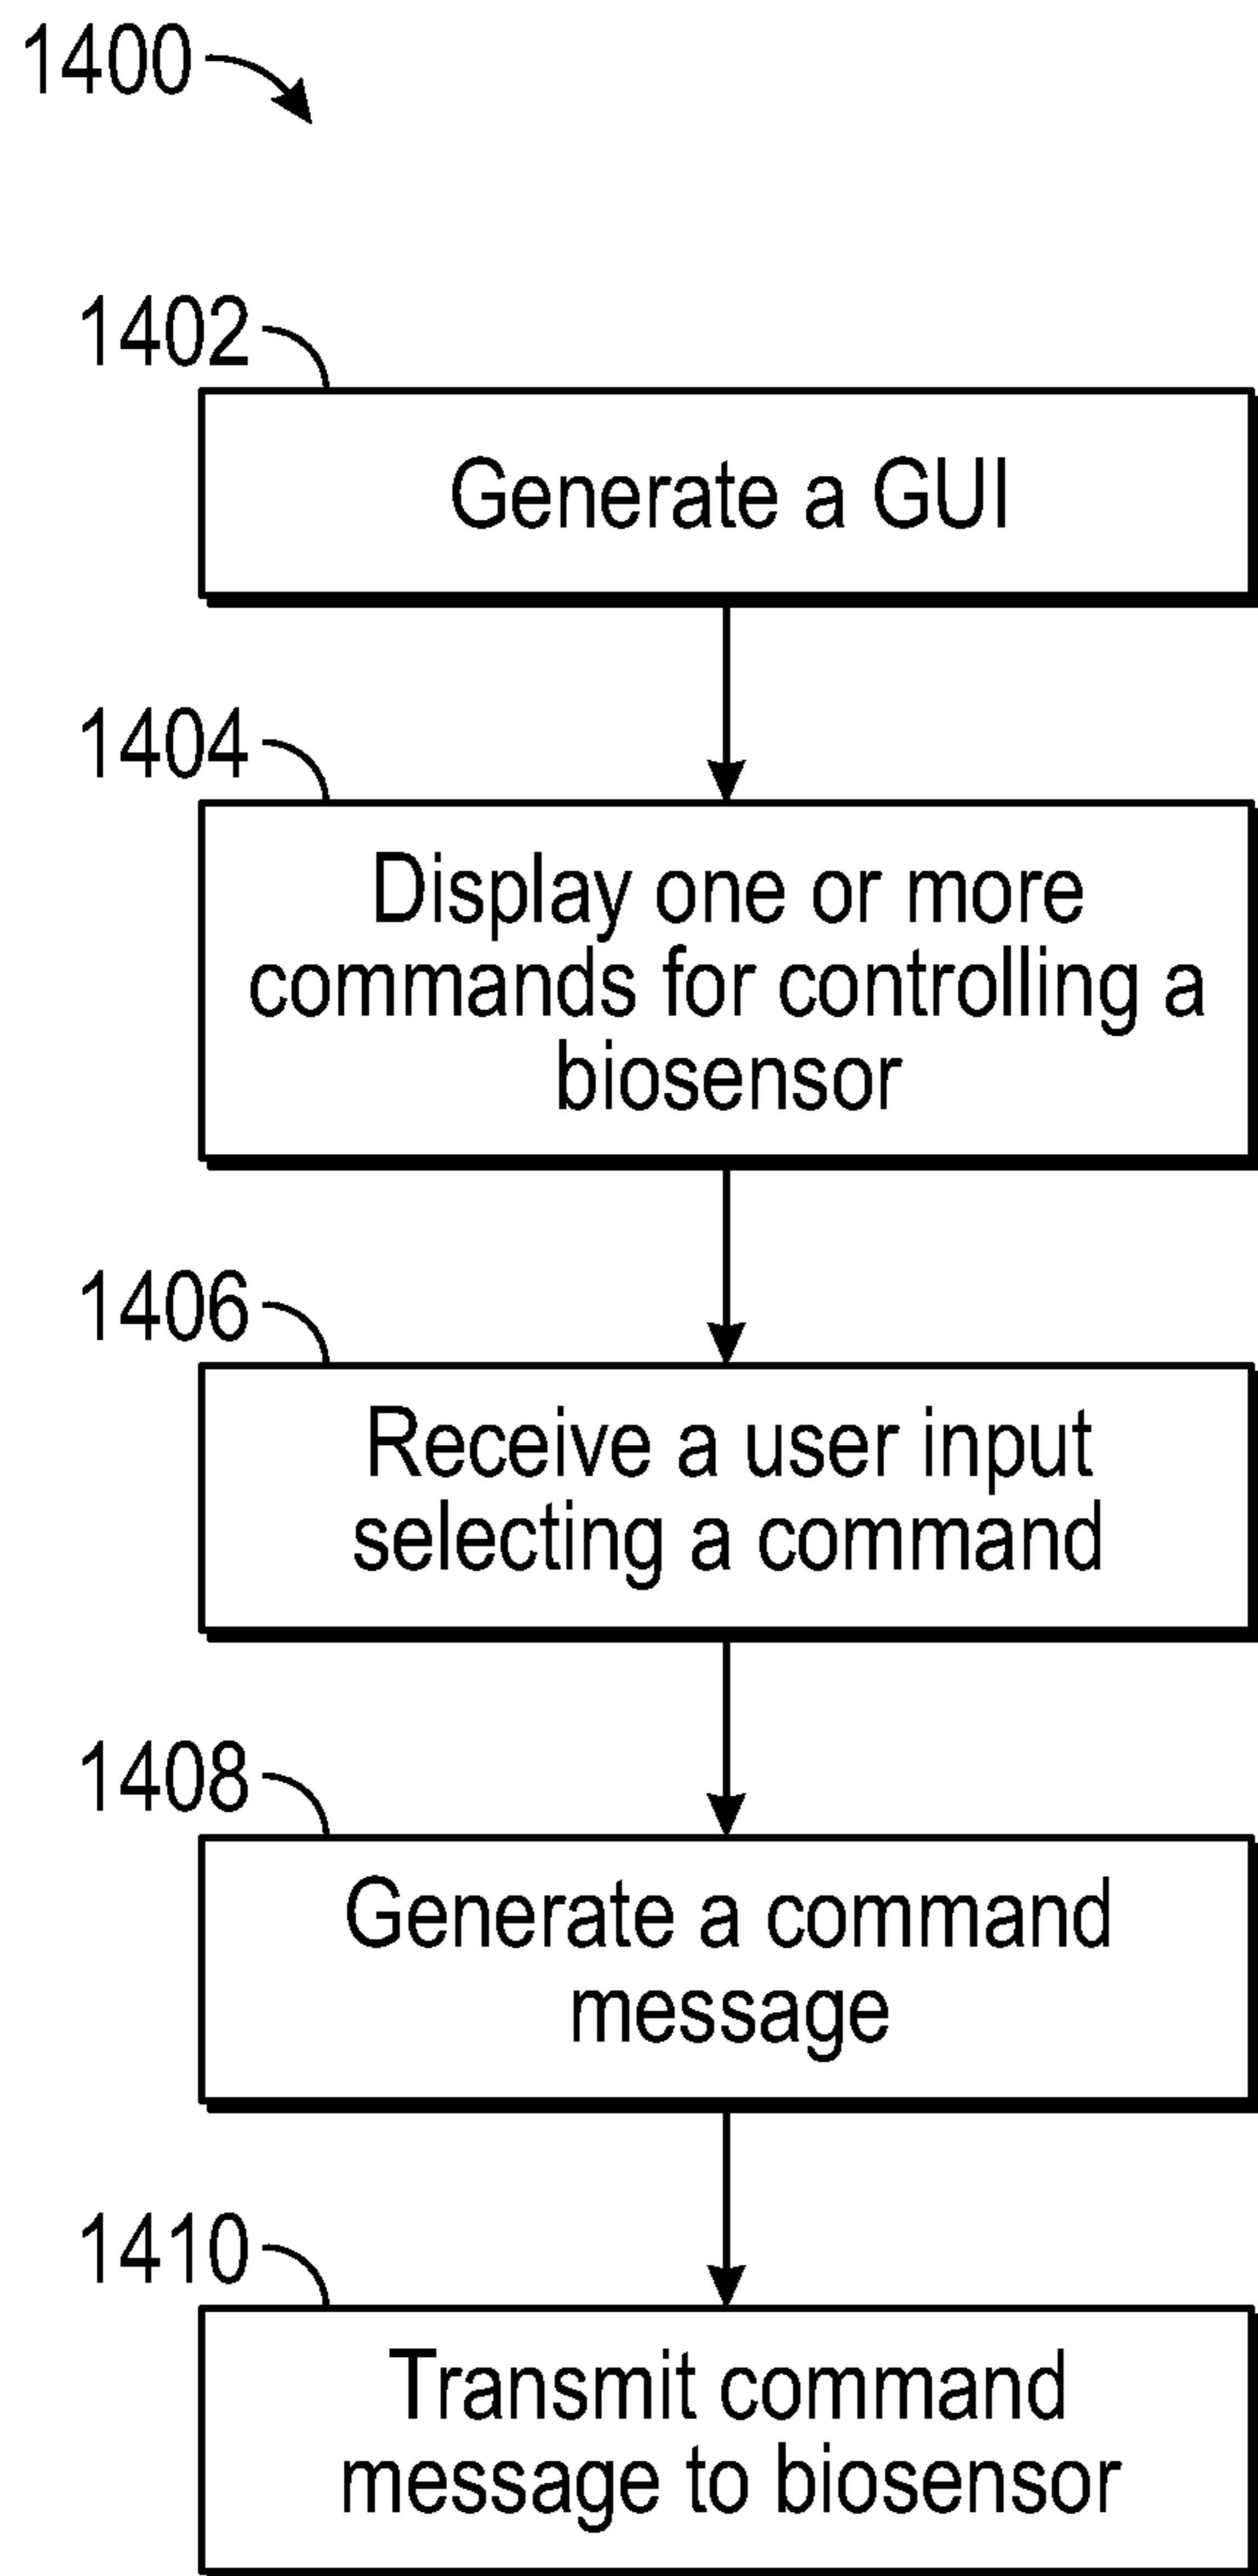 1400
1402
Generate a GUI
1404
Display one or more
commands for controlling a
biosensor
1406
Receive a user input
selecting a command
1408
Generate a command
message
1410
Transmit command
message to biosensor